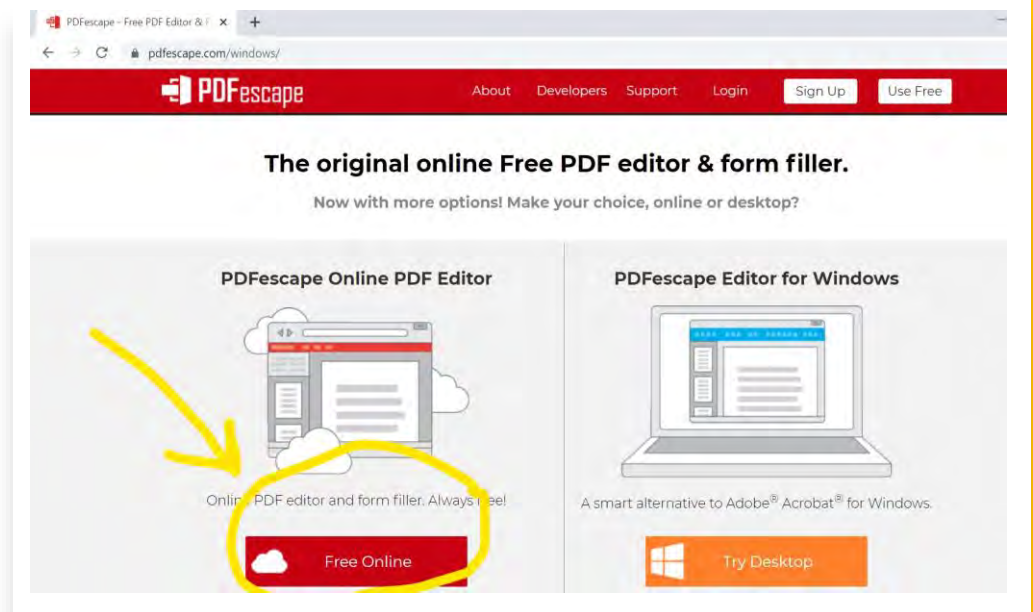 PDFescape - Free PDF Editor & F
pdfescape.com/windows/
PDFescape
About Developers Support Login Sign Up Use Free
The original online Free PDF editor & form filler.
Now with more options! Make your choice, online or desktop?
PDFescape Online PDF Editor
Online PDF editor and form filler. Always free!
Free Online
PDFescape Editor for Windows
A smart alternative to Adobe® Acrobat® for Windows.
Try Desktop